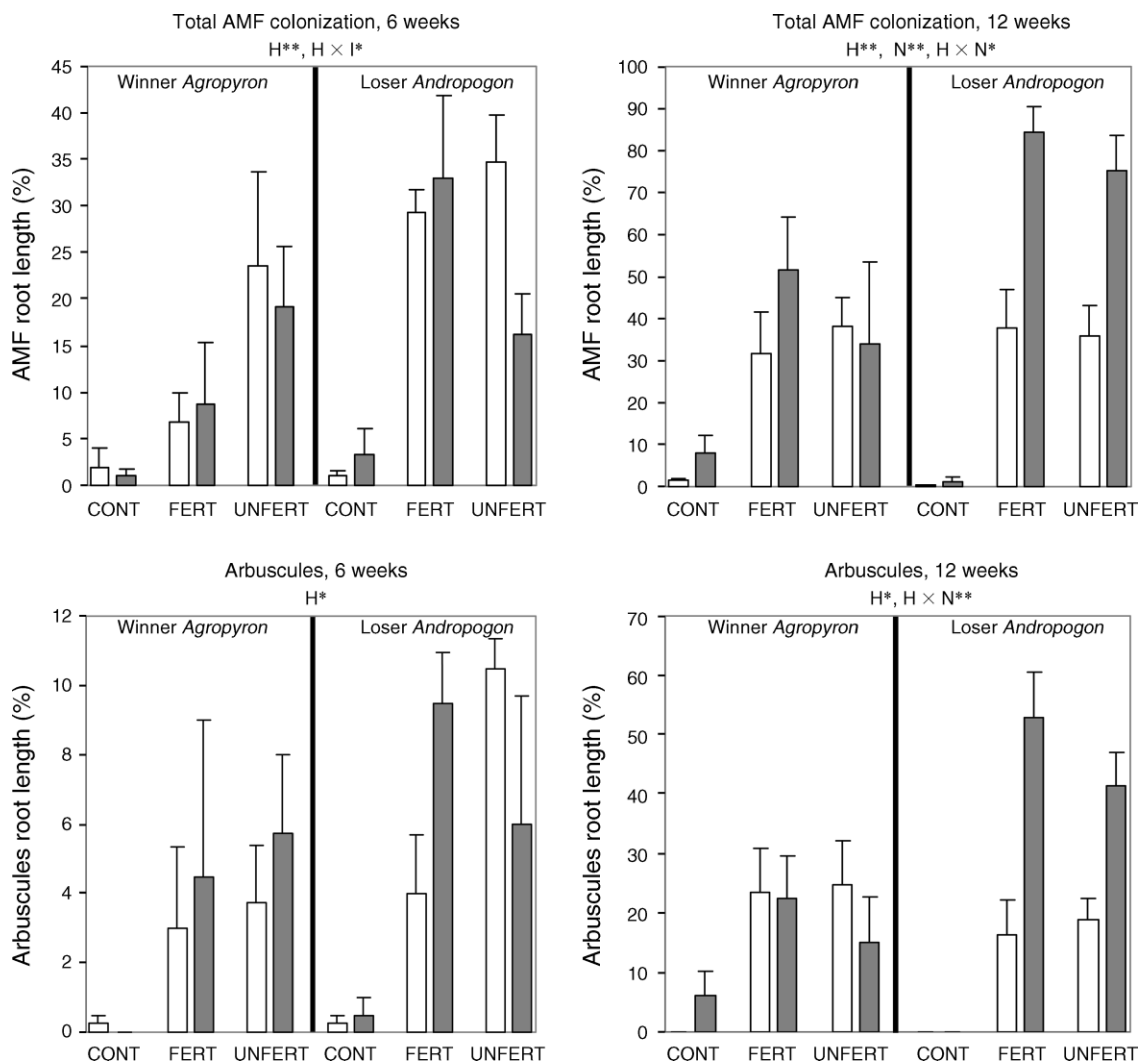 Total AMF colonization, 6 weeks
H**, H × I*
Winner Agropyron
Loser Andropogon
AMF root length (%)
45
40
35
30
25
20
15
10
5
0
CONT FERT UNFERT CONT FERT UNFERT
Total AMF colonization, 12 weeks
H**, N**, H × N*
Winner Agropyron
Loser Andropogon
AMF root length (%)
100
90
80
70
60
50
40
30
20
10
0
CONT FERT UNFERT CONT FERT UNFERT
Arbuscules, 6 weeks
H*
Winner Agropyron
Loser Andropogon
Arbuscules root length (%)
12
10
8
6
4
2
0
CONT FERT UNFERT CONT FERT UNFERT
Arbuscules, 12 weeks
H*, H × N**
Winner Agropyron
Loser Andropogon
Arbuscules root length (%)
70
60
50
40
30
20
10
0
CONT FERT UNFERT CONT FERT UNFERT